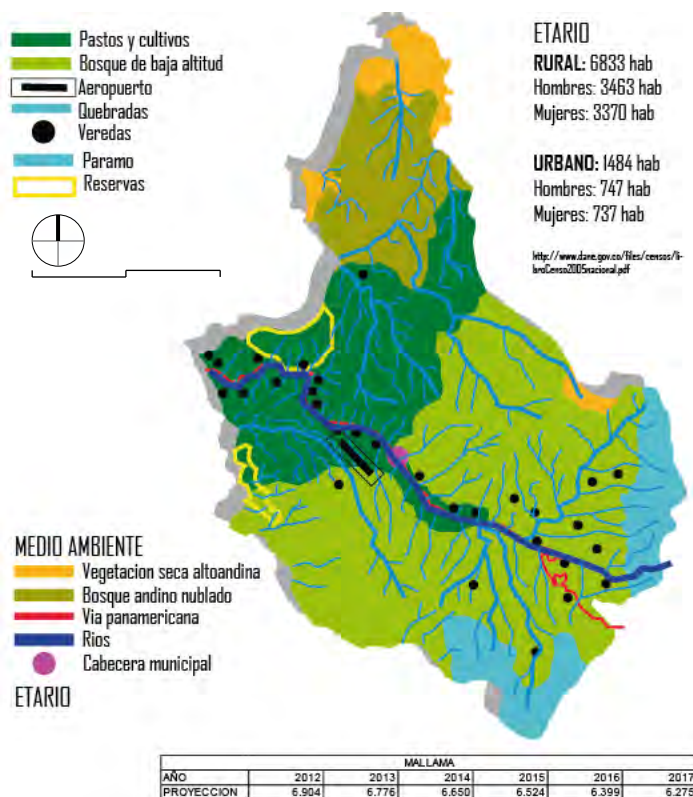 Pastos y cultivos
Bosque de baja altitud
Aeropuerto
Quebradas
Veredas
Paramo
Reservas
ETARIO
RURAL: 6833 hab
Hombres: 3463 hab
Mujeres: 3370 hab
URBANO: 1484 hab
Hombres: 747 hab
Mujeres: 737 hab
http://www.dane.gov.co/files/censos/li-
broCenso2005nacional.pdf
MEDIO AMBIENTE
Vegetacion seca altoandina
Bosque andino nublado
Via panamericana
Rios
Cabecera municipal
ETARIO
MALLAMA
AÑO 2012 2013 2014 2015 2016 2017
PROYECCION 6.904 6.776 6.650 6.524 6.399 6.275